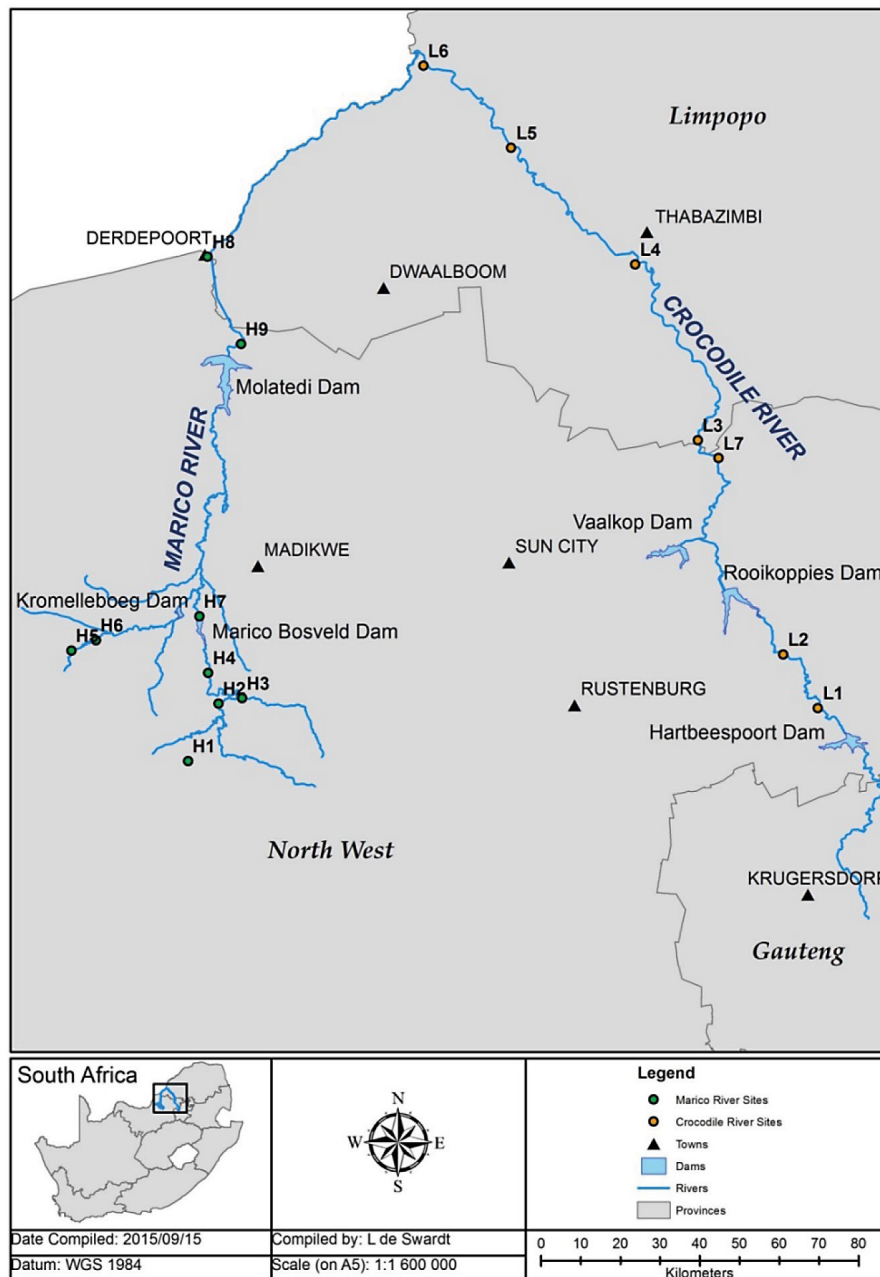 L6
Limpopo
L5
THABAZIMBI
DERDEPOORT
H8
L4
DWAALBOOM
CROCODILE RIVER
H9
Molatedi Dam
MARICO RIVER
L3
L7
Vaalkop Dam
SUN CITY
MADIKWE
Rooikoppies Dam
Kromelleboeg Dam
H7
Marico Bosveld Dam
H6
H5
H4
L2
H3
H2
RUSTENBURG
L1
Hartbeespoort Dam
H1
North West
KRUGERSDORP
Gauteng
South Africa
N
W
E
S
Date Compiled: 2015/09/15
Compiled by: L de Swardt
Datum: WGS 1984
Scale (on A5): 1:1 600 000
Legend
Marico River Sites
Crocodile River Sites
Towns
Dams
Rivers
Provinces
0 10 20 30 40 50 60 70 80
Kilometers